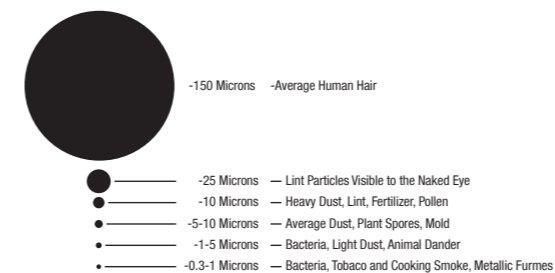 -150 Microns -Average Human Hair
-25 Microns — Lint Particles Visible to the Naked Eye
-10 Microns — Heavy Dust, Lint, Fertilizer, Pollen
-5-10 Microns — Average Dust, Plant Spores, Mold
-1-5 Microns — Bacteria, Light Dust, Animal Dander
-0.3-1 Microns — Bacteria, Tobaco and Cooking Smoke, Metallic Furmes